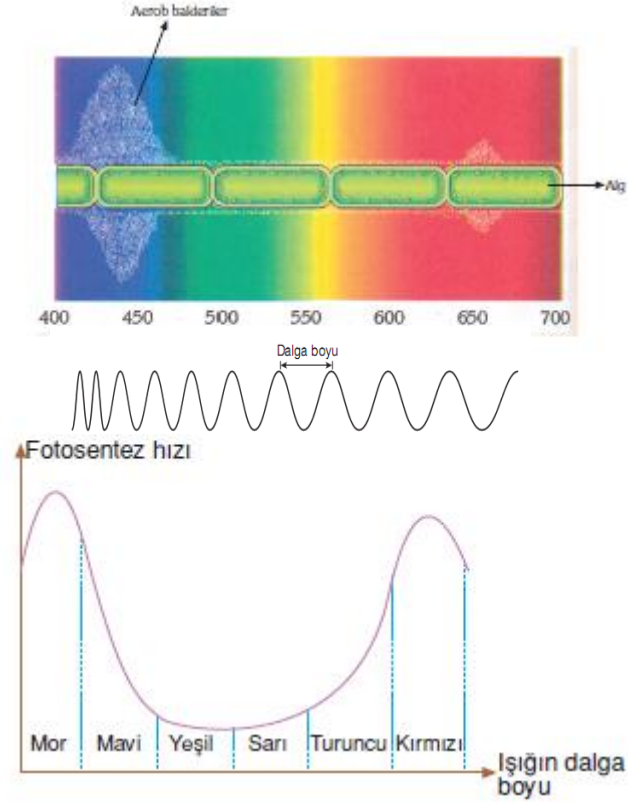 Aerob bakteriler
Alg
400 450 500 550 600 650 700
Dalga boyu
Fotosentez hızı
Mor Mavi Yeşil Sarı Turuncu Kırmızı
Işığın dalga
boyu